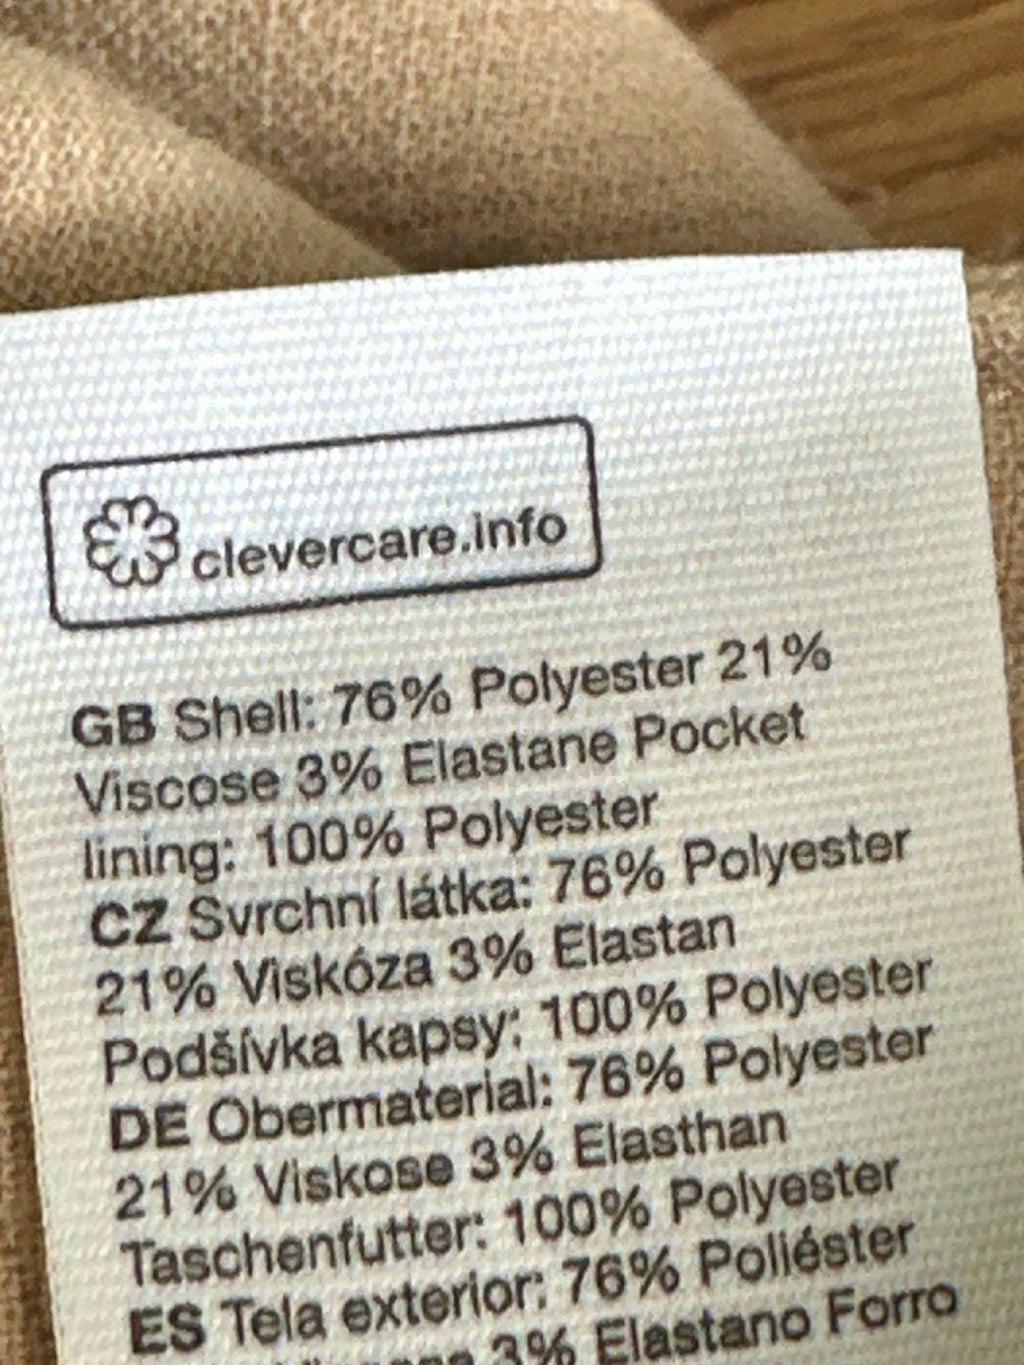 clevercare.info
GB Shell: 76% Polyester 21%
Viscose 3% Elastane Pocket
lining: 100% Polyester
CZ Svrchní látka: 76% Polyester
21% Viskóza 3% Elastan
Podšívka kapsy: 100% Polyester
DE Obermaterial: 76% Polyester
21% Viskose 3% Elasthan
Taschenfutter: 100% Polyester
ES Tela exterior: 76% Poliéster
3% Elastano Forro